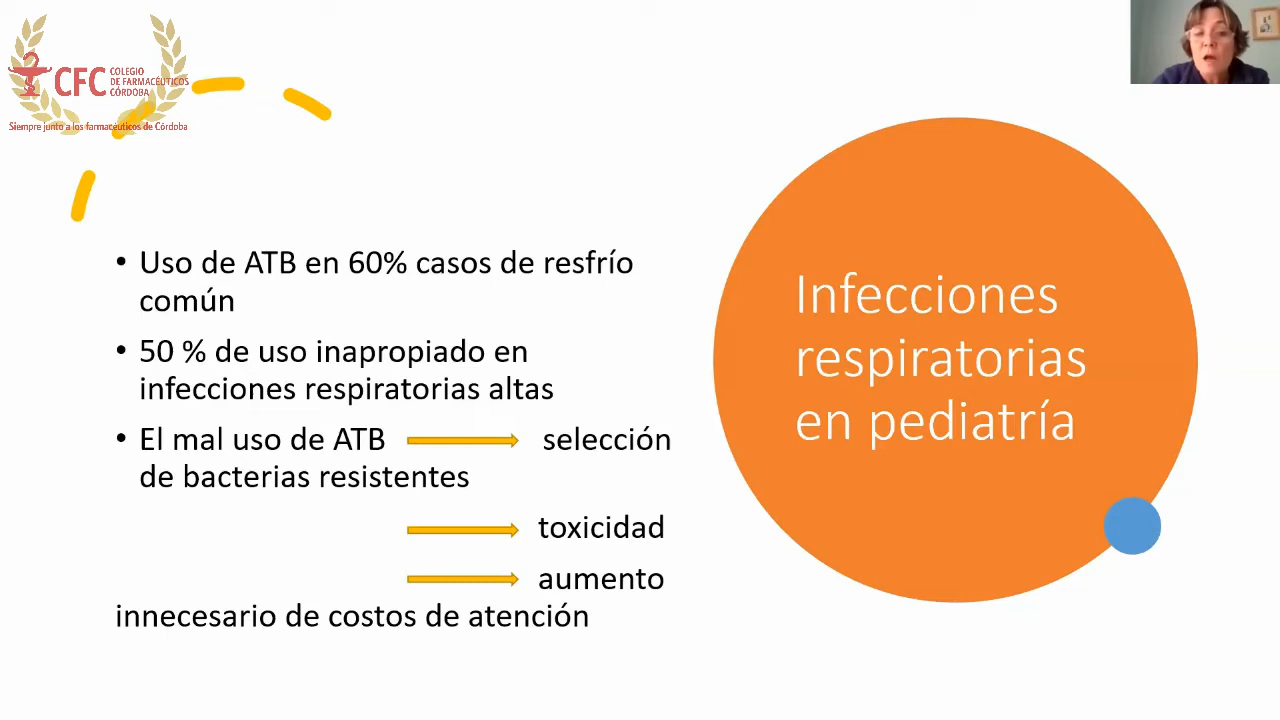 CFC
COLEGIO
DE FARMACÉUTICOS
CÓRDOBA
Siempre junto a los farmacéuticos de Córdoba
• Uso de ATB en 60% casos de resfrío
común
• 50 % de uso inapropiado en
infecciones respiratorias altas
• El mal uso de ATB selección
de bacterias resistentes
toxicidad
aumento
innecesario de costos de atención
Infecciones
respiratorias
en pediatría